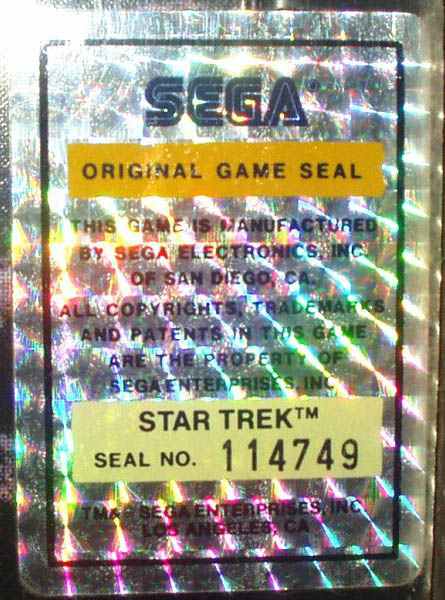 SEGA®
ORIGINAL GAME SEAL
THIS GAME IS MANUFACTURED
BY SEGA ELECTRONICS, INC.
OF SAN DIEGO, CA.
ALL COPYRIGHTS, TRADEMARKS
AND PATENTS IN THIS GAME
ARE THE PROPERTY OF
SEGA ENTERPRISES, INC.
STAR TREK™
SEAL NO. 114749
TM&© SEGA ENTERPRISES, INC.
LOS ANGELES, CA